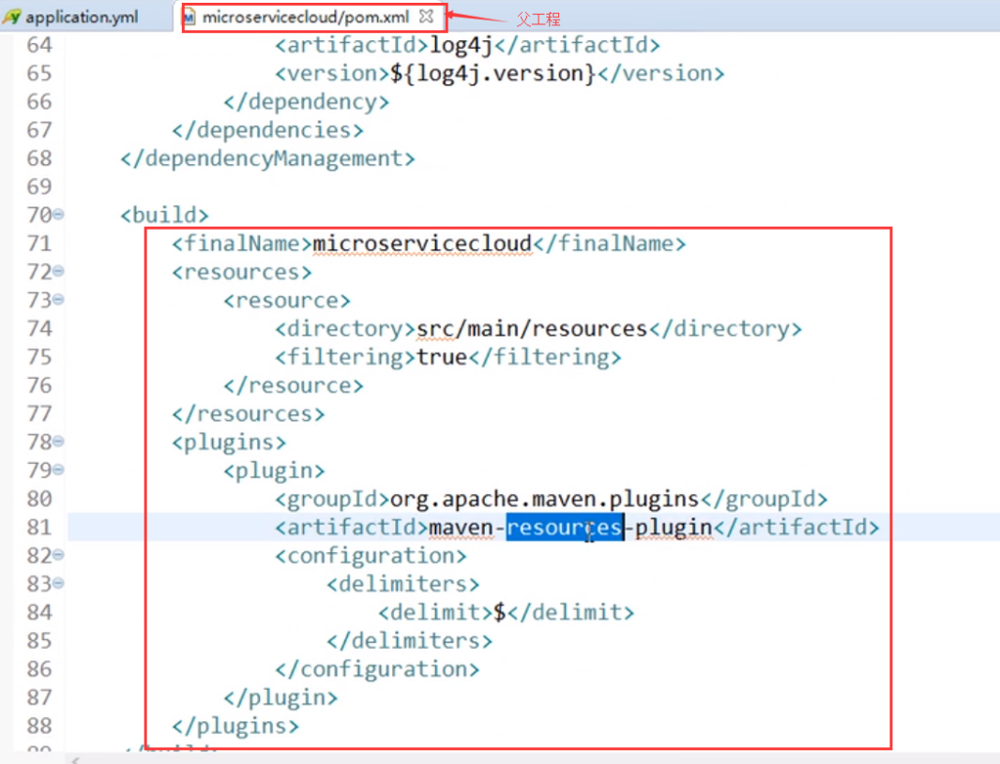 application.yml microservicecloud/pom.xml 父工程
64 <artifactId>log4j</artifactId>
65 <version>${log4j.version}</version>
66 </dependency>
67 </dependencies>
68 </dependencyManagement>
69
70 <build>
71 <finalName>microservicecloud</finalName>
72 <resources>
73 <resource>
74 <directory>src/main/resources</directory>
75 <filtering>true</filtering>
76 </resource>
77 </resources>
78 <plugins>
79 <plugin>
80 <groupId>org.apache.maven.plugins</groupId>
81 <artifactId>maven-resources-plugin</artifactId>
82 <configuration>
83 <delimiters>
84 <delimit>$</delimit>
85 </delimiters>
86 </configuration>
87 </plugin>
88 </plugins>